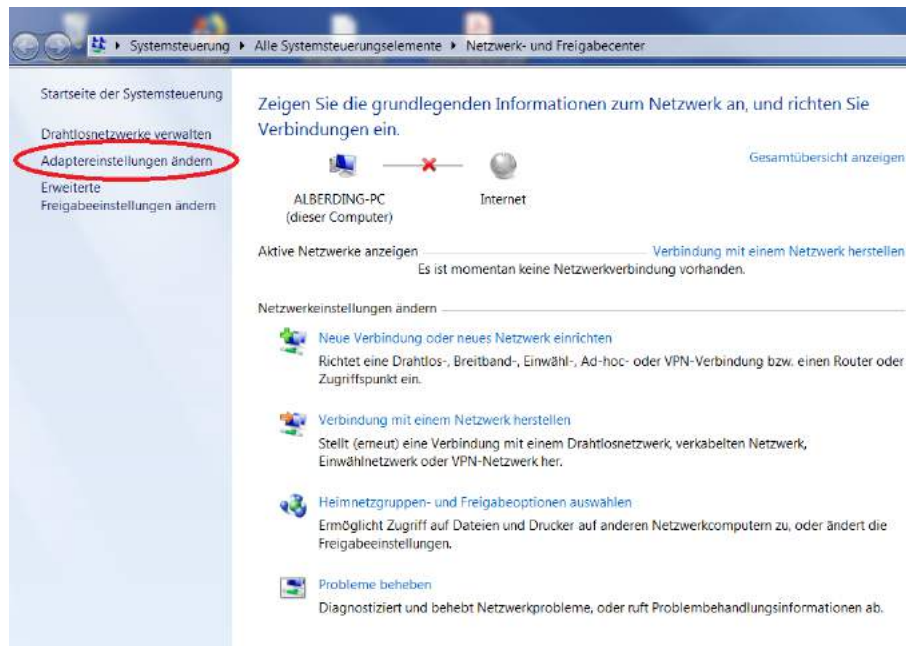 Systemsteuerung ▸ Alle Systemsteuerungselemente ▸ Netzwerk- und Freigabecenter
Startseite der Systemsteuerung
Drahtlosnetzwerke verwalten
Adaptereinstellungen ändern
Erweiterte
Freigabeeinstellungen ändern
Zeigen Sie die grundlegenden Informationen zum Netzwerk an, und richten Sie
Verbindungen ein.
Gesamtübersicht anzeigen
ALBERDING-PC
(dieser Computer)
Internet
Aktive Netzwerke anzeigen
Verbindung mit einem Netzwerk herstellen
Es ist momentan keine Netzwerkverbindung vorhanden.
Netzwerkeinstellungen ändern
Neue Verbindung oder neues Netzwerk einrichten
Richtet eine Drahtlos-, Breitband-, Einwähl-, Ad-hoc- oder VPN-Verbindung bzw. einen Router oder
Zugriffspunkt ein.
Verbindung mit einem Netzwerk herstellen
Stellt (erneut) eine Verbindung mit einem Drahtlosnetzwerk, verkabelten Netzwerk,
Einwählnetzwerk oder VPN-Netzwerk her.
Heimnetzgruppen- und Freigabeoptionen auswählen
Ermöglicht Zugriff auf Dateien und Drucker auf anderen Netzwerkcomputern zu, oder ändert die
Freigabeeinstellungen.
Probleme beheben
Diagnostiziert und behebt Netzwerkprobleme, oder ruft Problembehandlungsinformationen ab.